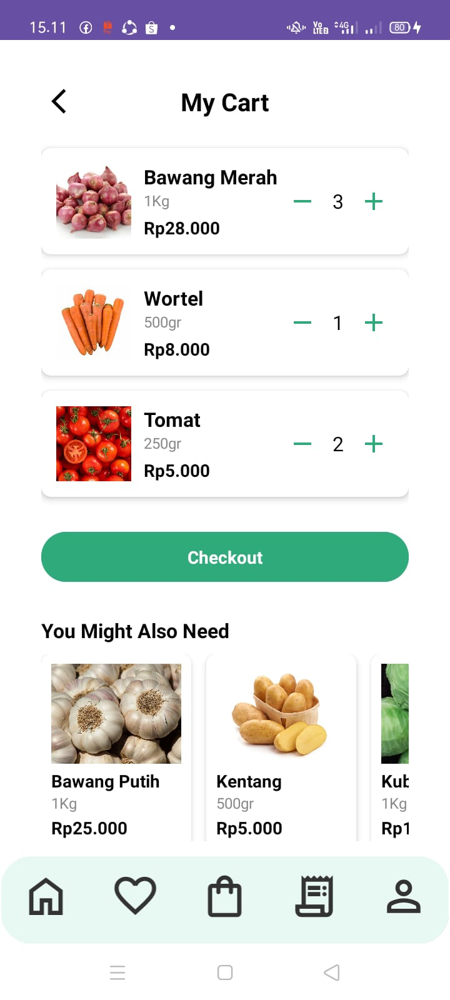 15.11 Pay S Vo LTE2 4G 80
My Cart
Bawang Merah
1Kg
Rp28.000
3
Wortel
500gr
Rp8.000
1
Tomat
250gr
Rp5.000
2
Checkout
You Might Also Need
Bawang Putih
1Kg
Rp25.000
Kentang
500gr
Rp5.000
Kub
1Kg
Rp1